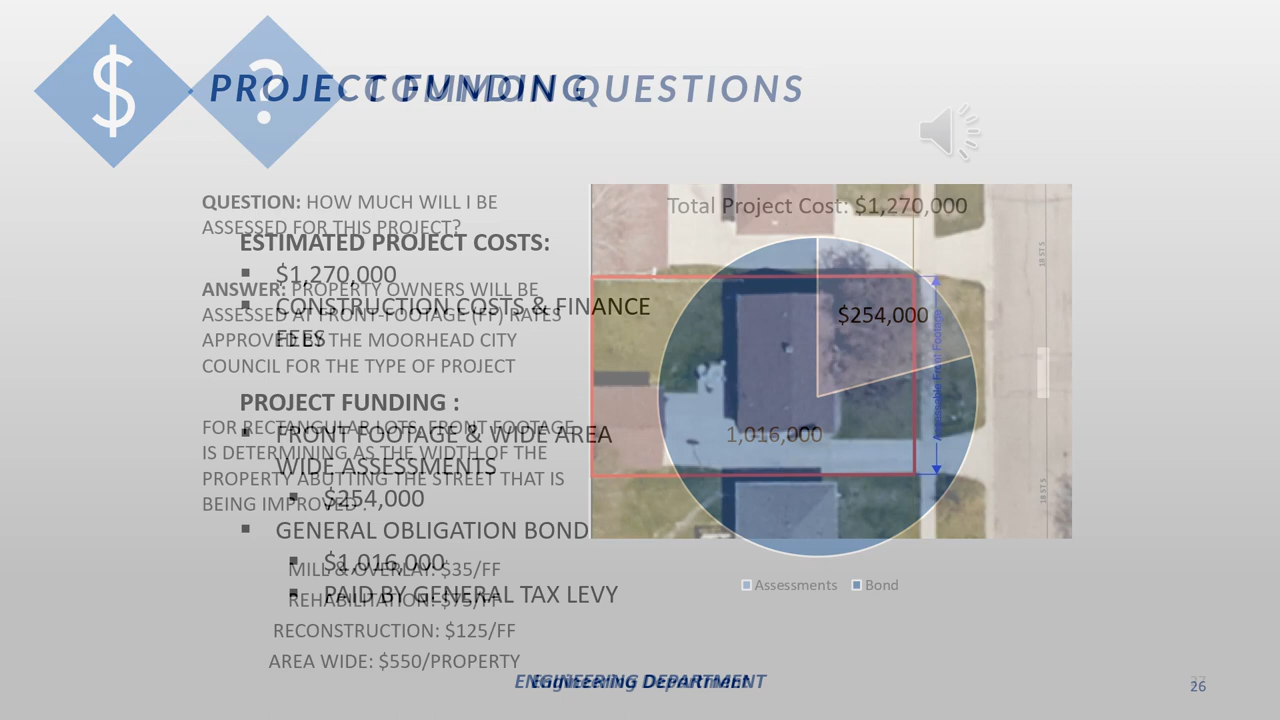 $
PROJECT FUNDING
?
COMMON QUESTIONS
QUESTION: HOW MUCH WILL I BE
ASSESSED FOR THIS PROJECT?
ANSWER: PROPERTY OWNERS WILL BE
ASSESSED AT FRONT FOOTAGE (FF) RATES
APPROVED BY THE MOORHEAD CITY
COUNCIL FOR THE TYPE OF PROJECT
FOR RECTANGULAR LOTS, FRONT FOOTAGE
IS DETERMINING AS THE WIDTH OF THE
PROPERTY ABUTTING THE STREET THAT IS
BEING IMPROVED.
MILL & OVERLAY: $35/FF
REHABILITATION: $75/FF
RECONSTRUCTION: $125/FF
AREA WIDE: $550/PROPERTY
ESTIMATED PROJECT COSTS:
▪ $1,270,000
▪ CONSTRUCTION COSTS & FINANCE
FEES
PROJECT FUNDING :
▪ FRONT FOOTAGE & WIDE AREA
WIDE ASSESSMENTS
▪ $254,000
▪ GENERAL OBLIGATION BOND
▪ $1,016,000
▪ PAID BY GENERAL TAX LEVY
Total Project Cost: $1,270,000
$254,000
1,016,000
Assessable Front Footage
18 ST S
18 ST S
Assessments
Bond
ENGINEERING DEPARTMENT
Engineering Department
26